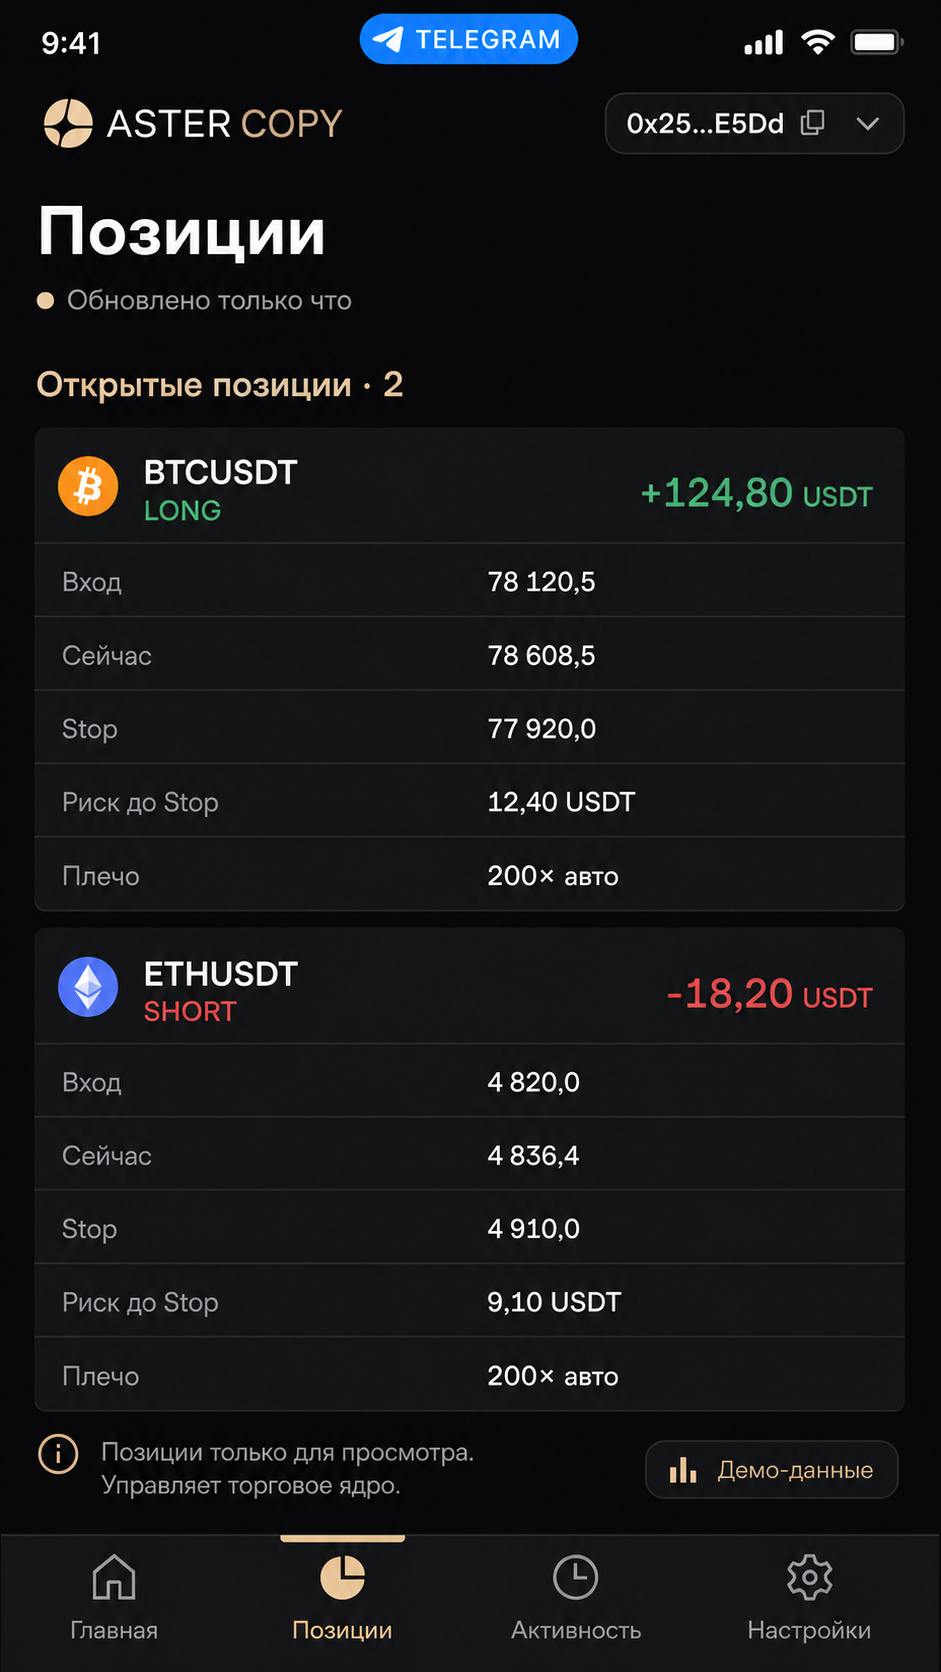 9:41
TELEGRAM
ASTER COPY
0x25...E5Dd
Позиции
Обновлено только что
Открытые позиции · 2
BTCUSDT
LONG
+124,80 USDT
Вход 78 120,5
Сейчас 78 608,5
Stop 77 920,0
Риск до Stop 12,40 USDT
Плечо 200× авто
ETHUSDT
SHORT
-18,20 USDT
Вход 4 820,0
Сейчас 4 836,4
Stop 4 910,0
Риск до Stop 9,10 USDT
Плечо 200× авто
Позиции только для просмотра.
Управляет торговое ядро.
Демо-данные
Главная
Позиции
Активность
Настройки